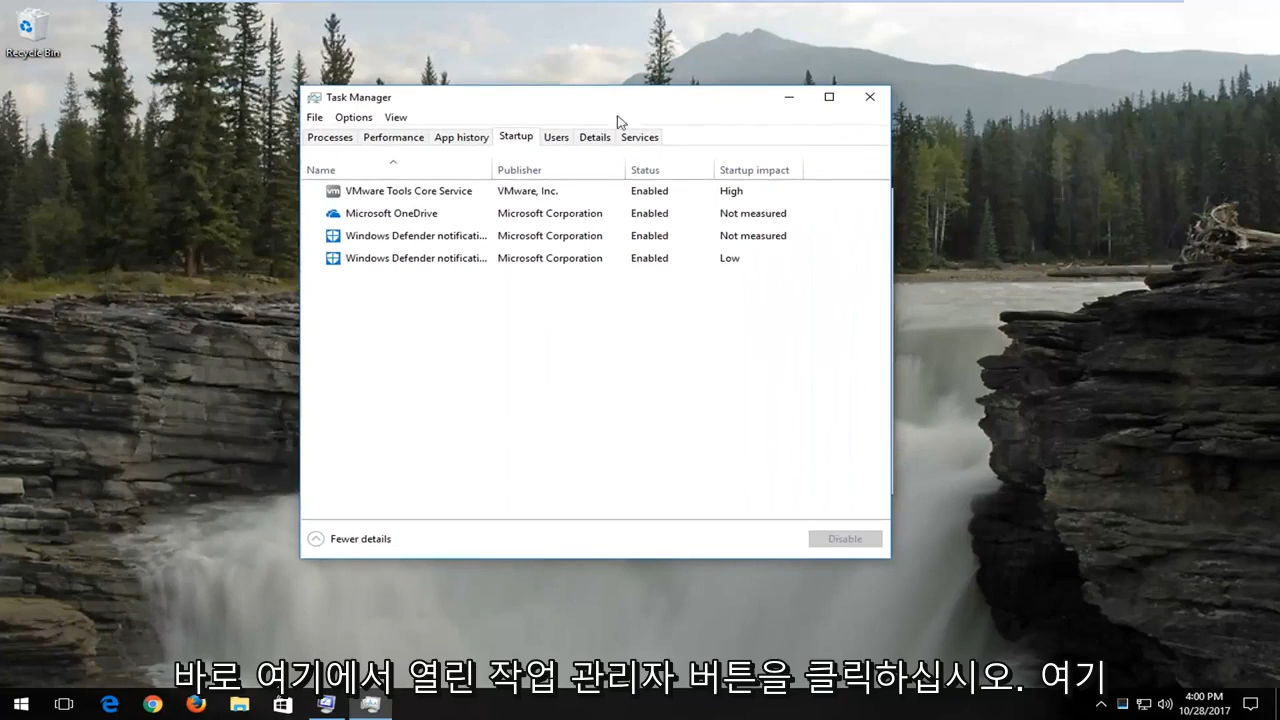 Recycle Bin
Task Manager
File Options View
Processes Performance App history Startup Users Details Services
Name Publisher Status Startup impact
vm VMware Tools Core Service VMware, Inc. Enabled High
Microsoft OneDrive Microsoft Corporation Enabled Not measured
Windows Defender notificati... Microsoft Corporation Enabled Not measured
Windows Defender notificati... Microsoft Corporation Enabled Low
Fewer details Disable
바로 여기에서 열린 작업 관리자 버튼을 클릭하십시오. 여기
4:00 PM
10/28/2017